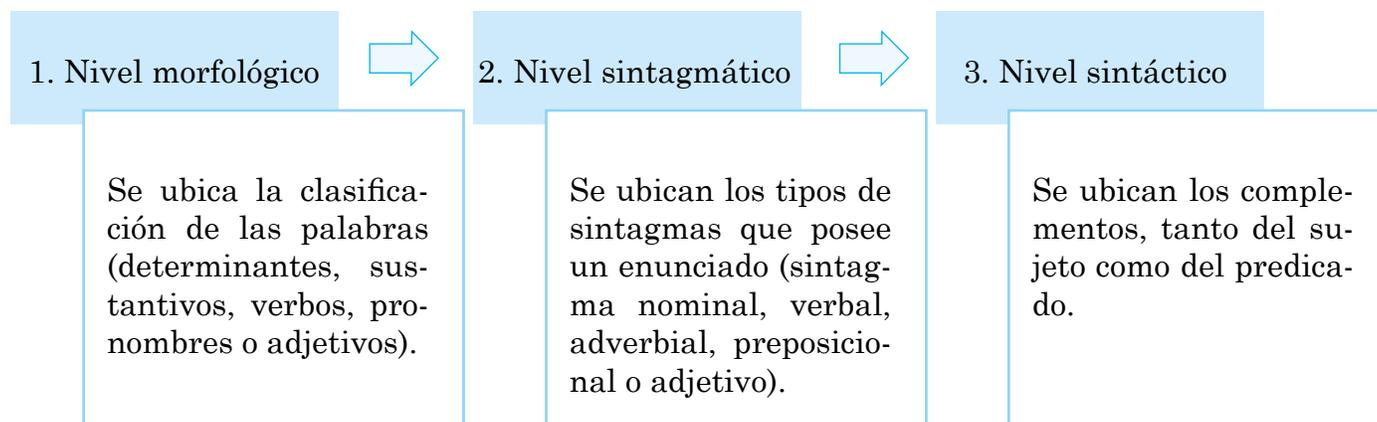 1. Nivel morfológico
Se ubica la clasifica-
ción de las palabras
(determinantes, sus-
tantivos, verbos, pro-
nombres o adjetivos).
2. Nivel sintagmático
Se ubican los tipos de
sintagmas que posee
un enunciado (sintag-
ma nominal, verbal,
adverbial, preposicio-
nal o adjetivo).
3. Nivel sintáctico
Se ubican los comple-
mentos, tanto del su-
jeto como del predica-
do.